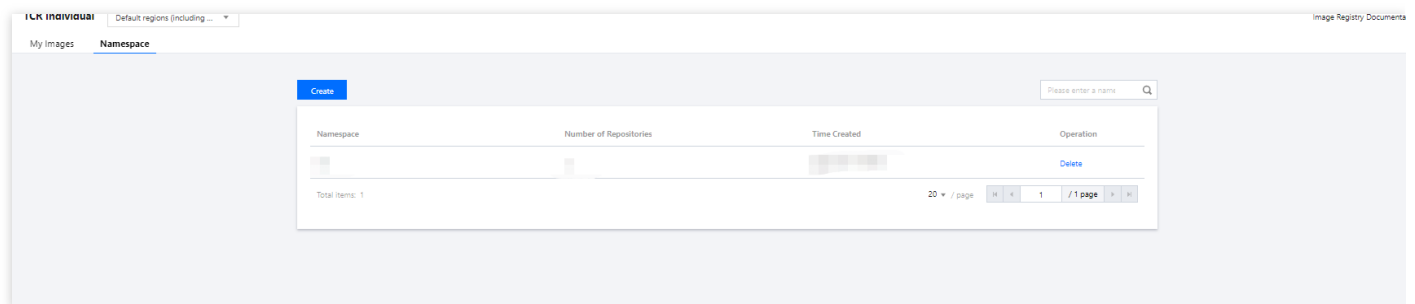 TCR Individual Default regions (including ...
Image Registry Documenta
My Images Namespace
Create
Please enter a name
Namespace Number of Repositories Time Created Operation
Delete
Total items: 1
20 / page 1 / 1 page